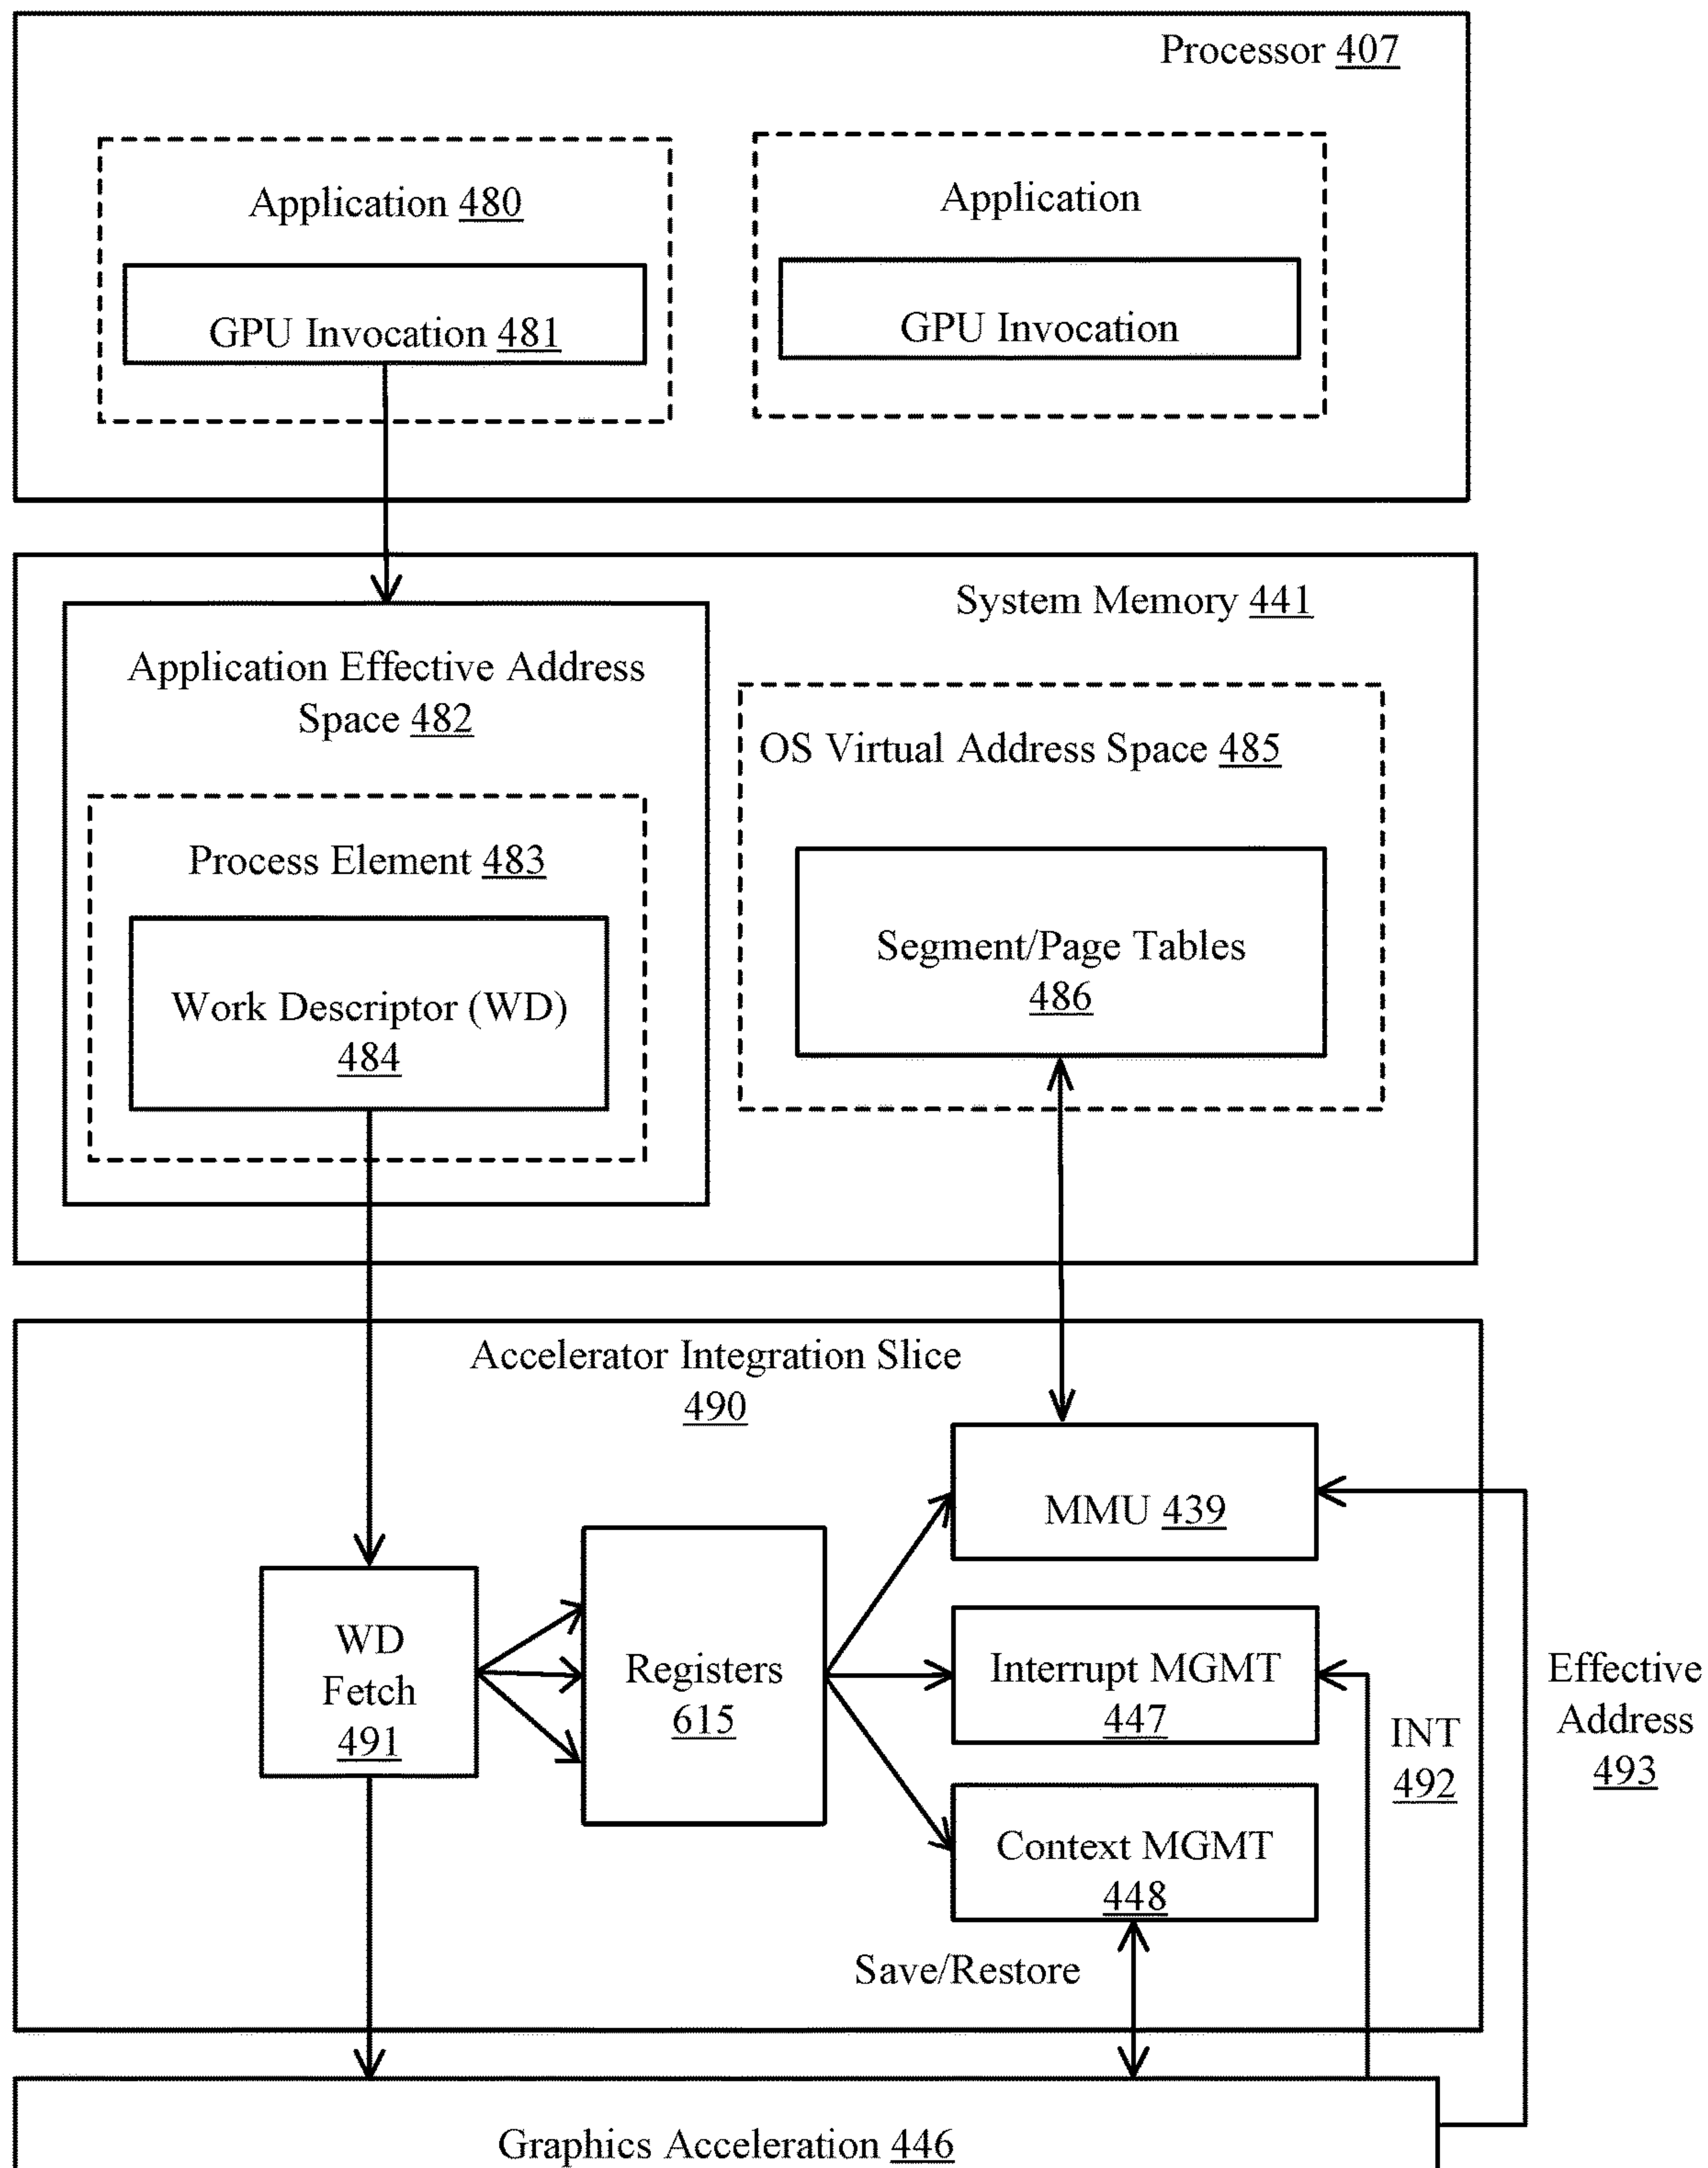 Processor 407
Application 480
GPU Invocation 481
Application
GPU Invocation
System Memory 441
Application Effective Address
Space 482
Process Element 483
Work Descriptor (WD)
484
OS Virtual Address Space 485
Segment/Page Tables
486
Accelerator Integration Slice
490
WD
Fetch
491
Registers
615
MMU 439
Interrupt MGMT
447
Context MGMT
448
Save/Restore
INT
492
Effective
Address
493
Graphics Acceleration 446